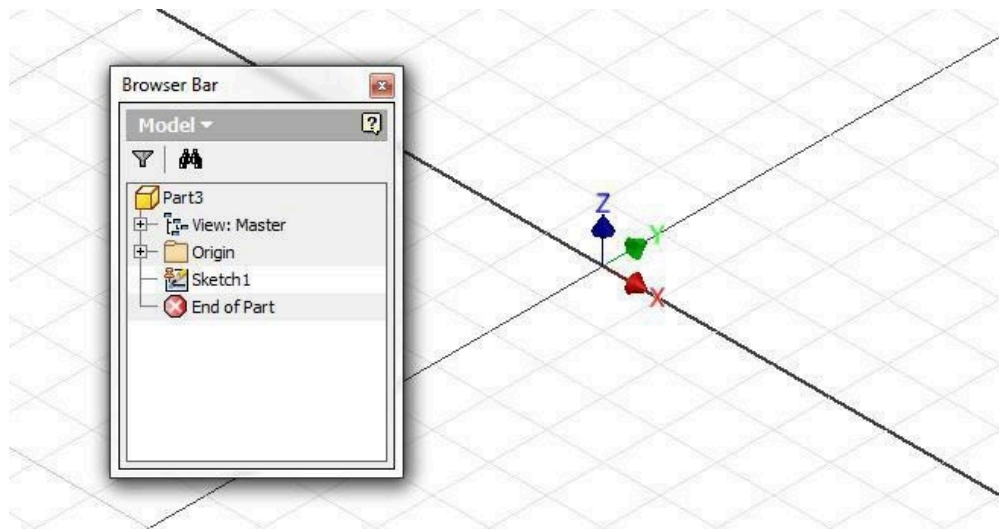 Browser Bar
Model
Part3
View: Master
Origin
Sketch1
End of Part
Z
Y
X